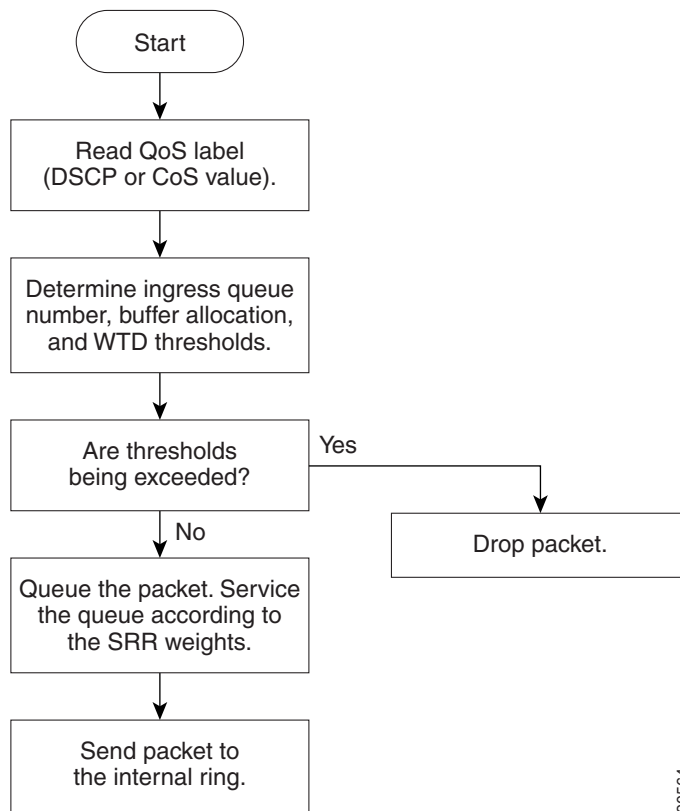 Start
Read QoS label
(DSCP or CoS value).
Determine ingress queue
number, buffer allocation,
and WTD thresholds.
Are thresholds
being exceeded?
Yes
No
Drop packet.
Queue the packet. Service
the queue according to
the SRR weights.
Send packet to
the internal ring.